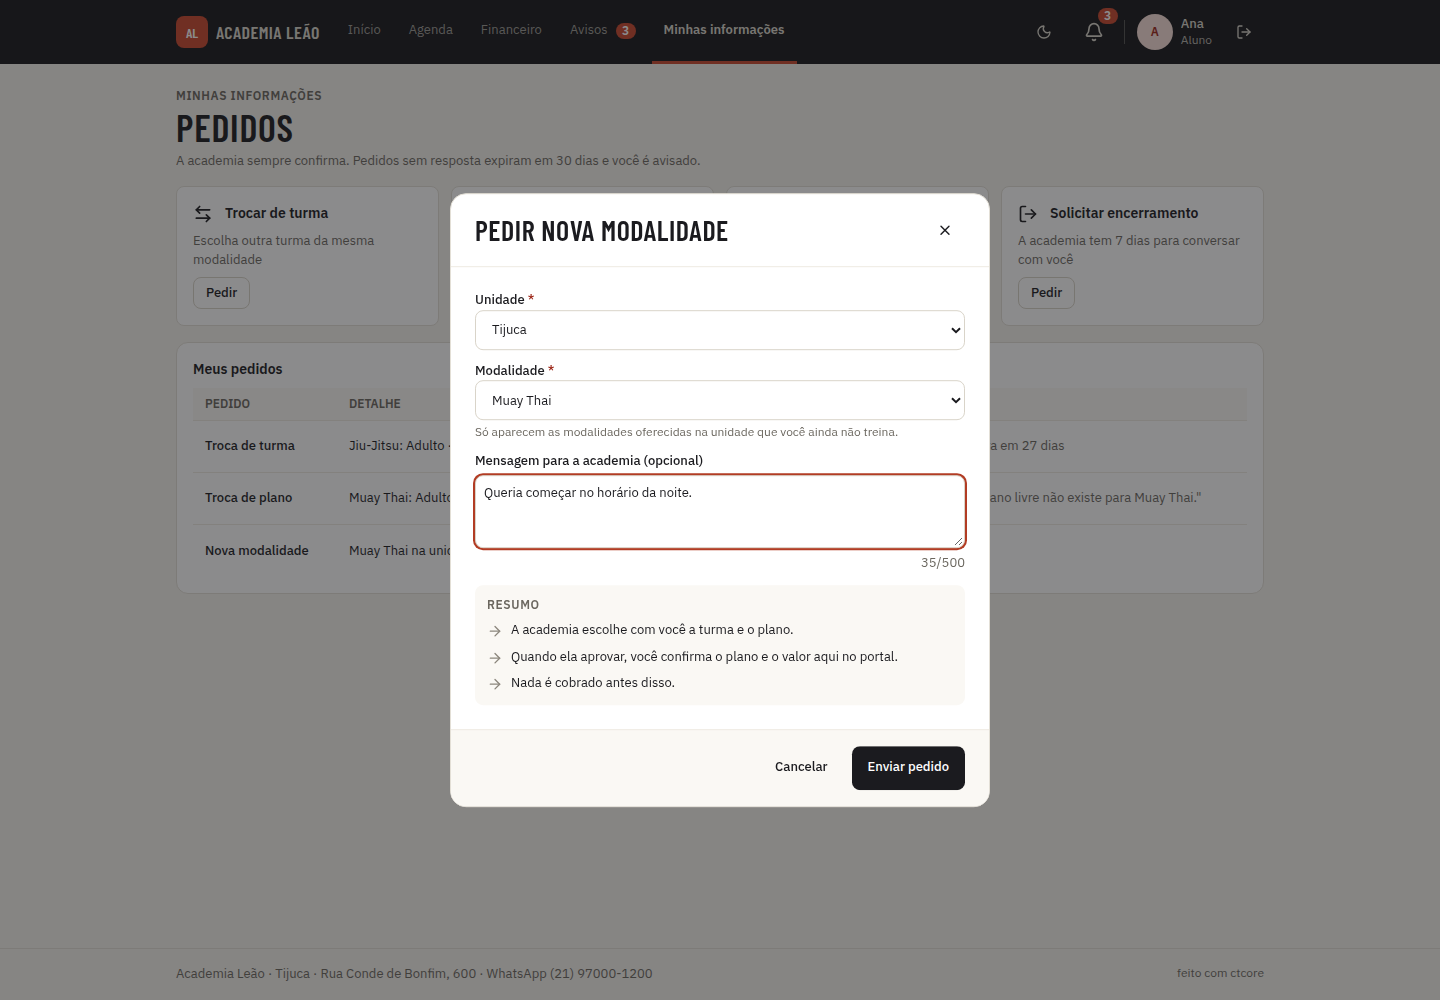 AL ACADEMIA LEÃO Início Agenda Financeiro Avisos 3 Minhas informações 3 A Ana
Aluno
MINHAS INFORMAÇÕES
PEDIDOS
A academia sempre confirma. Pedidos sem resposta expiram em 30 dias e você é avisado.
Trocar de turma
Escolha outra turma da mesma
modalidade
Pedir
Solicitar encerramento
A academia tem 7 dias para conversar
com você
Pedir
Meus pedidos
PEDIDO DETALHE
Troca de turma Jiu-Jitsu: Adulto em 27 dias
Troca de plano Muay Thai: Adulto livre não existe para Muay Thai."
Nova modalidade Muay Thai na
PEDIR NOVA MODALIDADE
Unidade *
Tijuca
Modalidade *
Muay Thai
Só aparecem as modalidades oferecidas na unidade que você ainda não treina.
Mensagem para a academia (opcional)
Queria começar no horário da noite.
35/500
RESUMO
A academia escolhe com você a turma e o plano.
Quando ela aprovar, você confirma o plano e o valor aqui no portal.
Nada é cobrado antes disso.
Cancelar Enviar pedido
Academia Leão · Tijuca · Rua Conde de Bonfim, 600 · WhatsApp (21) 97000-1200 feito com ctcore